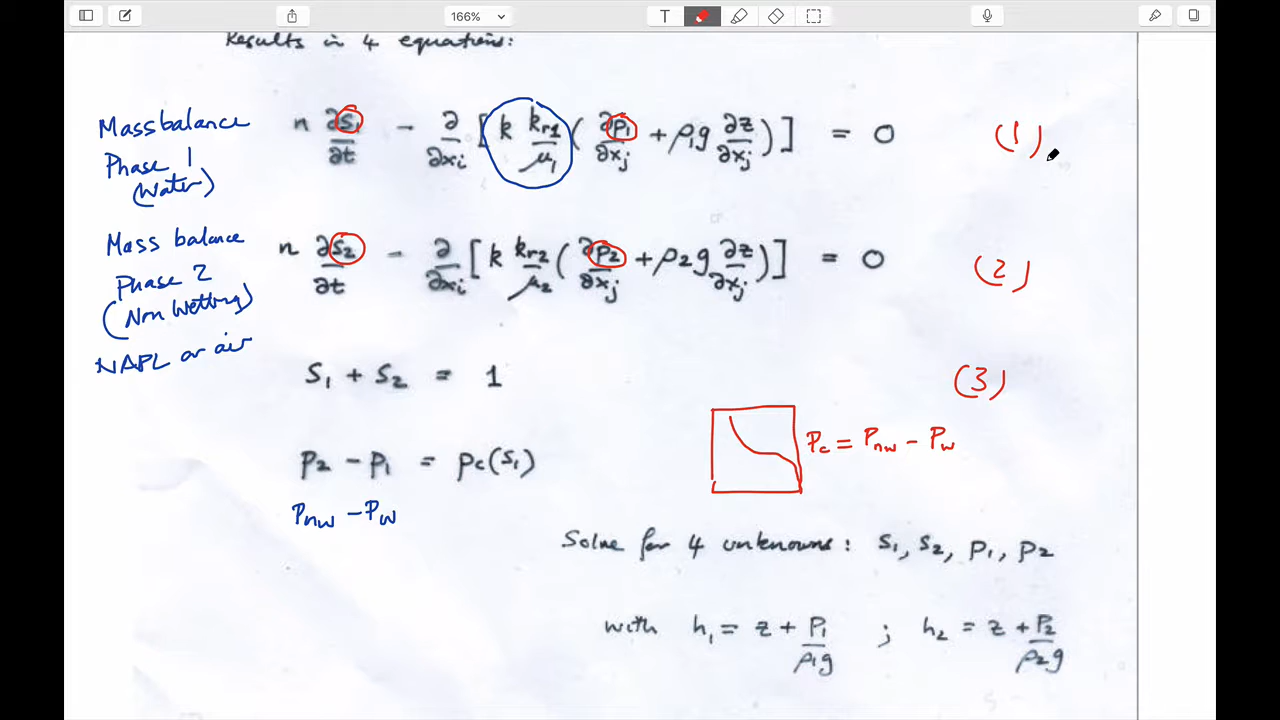 166%
T
Results in 4 equations:
Mass balance
Phase 1
(Water)
n ∂S₁/∂t - ∂/∂xᵢ [k kr₁/μ₁ (∂p₁/∂xⱼ + ρ₁g ∂z/∂xⱼ)] = 0 (1)
Mass balance
Phase 2
(Non Wetting)
NAPL or air
n ∂S₂/∂t - ∂/∂xᵢ [k kr₂/μ₂ (∂p₂/∂xⱼ + ρ₂g ∂z/∂xⱼ)] = 0 (2)
S₁ + S₂ = 1 (3)
Pc = Pnw - Pw
p₂ - p₁ = pc(S₁)
Pnw - Pw
Solve for 4 unknowns: S₁, S₂, p₁, p₂
with h₁ = z + p₁/ρ₁g ; h₂ = z + p₂/ρ₂g